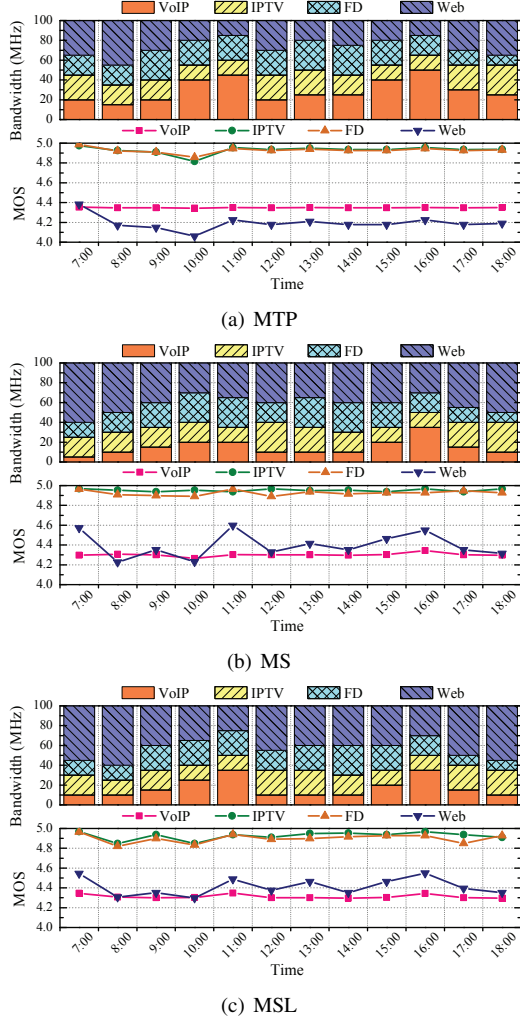 VoIP IPTV FD Web
100
80
60
40
20
0
Bandwidth (MHz)
VoIP IPTV FD Web
5.0
4.8
4.6
4.4
4.2
4.0
MOS
7:00 8:00 9:00 10:00 11:00 12:00 13:00 14:00 15:00 16:00 17:00 18:00
Time
(a) MTP
VoIP IPTV FD Web
100
80
60
40
20
0
Bandwidth (MHz)
VoIP IPTV FD Web
5.0
4.8
4.6
4.4
4.2
4.0
MOS
7:00 8:00 9:00 10:00 11:00 12:00 13:00 14:00 15:00 16:00 17:00 18:00
Time
(b) MS
VoIP IPTV FD Web
100
80
60
40
20
0
Bandwidth (MHz)
VoIP IPTV FD Web
5.0
4.8
4.6
4.4
4.2
4.0
MOS
7:00 8:00 9:00 10:00 11:00 12:00 13:00 14:00 15:00 16:00 17:00 18:00
Time
(c) MSL